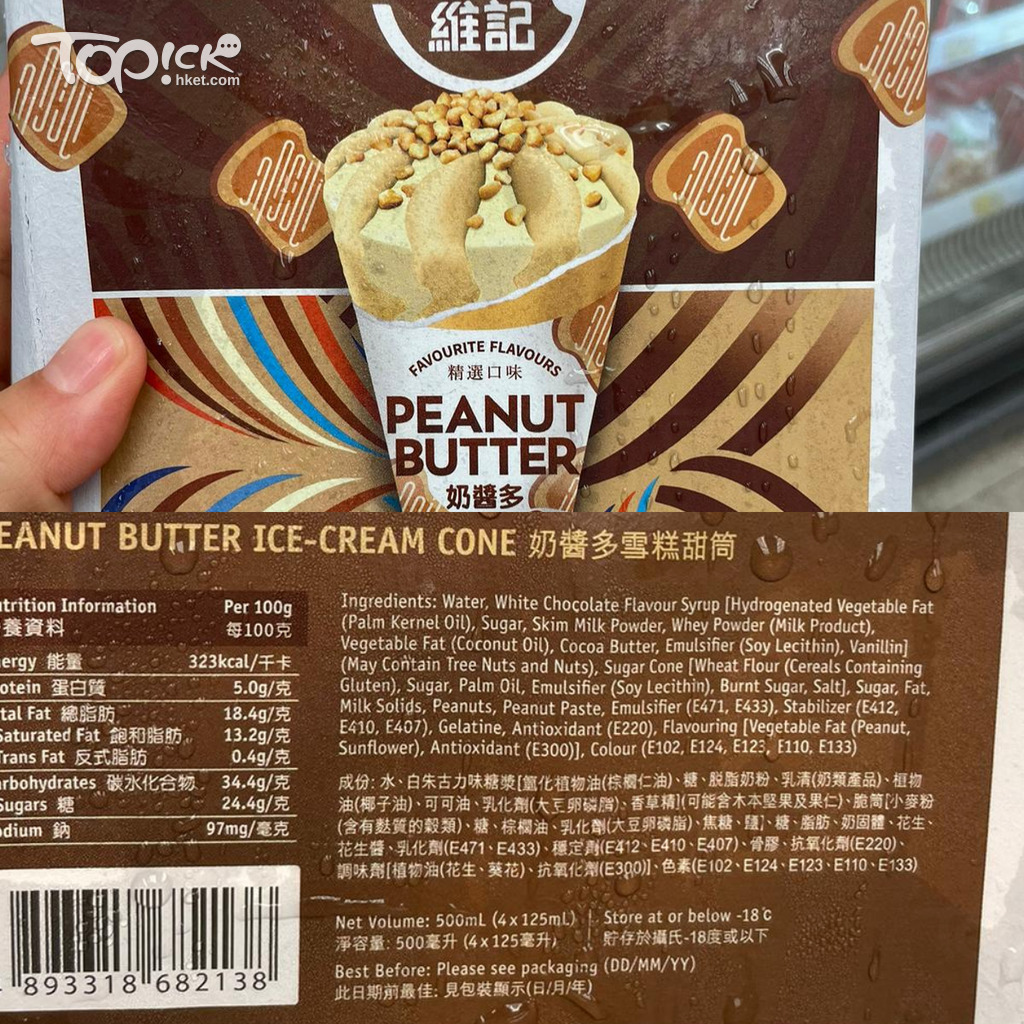 TOPick
hket.com
維記
FAVOURITE FLAVOURS
精選口味
PEANUT
BUTTER
奶醬多
EANUT BUTTER ICE-CREAM CONE 奶醬多雪糕甜筒
utrition Information Per 100g
養資料 每100克
ergy 能量 323kcal/千卡
otein 蛋白質 5.0g/克
tal Fat 總脂肪 18.4g/克
Saturated Fat 飽和脂肪 13.2g/克
Trans Fat 反式脂肪 0.4g/克
arbohydrates 碳水化合物 34.4g/克
Sugars 糖 24.4g/克
odium 鈉 97mg/毫克
893318 682138
Ingredients: Water, White Chocolate Flavour Syrup [Hydrogenated Vegetable Fat
(Palm Kernel Oil), Sugar, Skim Milk Powder, Whey Powder (Milk Product),
Vegetable Fat (Coconut Oil), Cocoa Butter, Emulsifier (Soy Lecithin), Vanillin]
(May Contain Tree Nuts and Nuts), Sugar Cone [Wheat Flour (Cereals Containing
Gluten), Sugar, Palm Oil, Emulsifier (Soy Lecithin), Burnt Sugar, Salt], Sugar, Fat,
Milk Solids, Peanuts, Peanut Paste, Emulsifier (E471, E433), Stabilizer (E412,
E410, E407), Gelatine, Antioxidant (E220), Flavouring [Vegetable Fat (Peanut,
Sunflower), Antioxidant (E300)], Colour (E102, E124, E123, E110, E133)
成份: 水、白朱古力味糖漿[氫化植物油(棕櫚仁油)、糖、脱脂奶粉、乳清(奶類產品)、植物
油(椰子油)、可可油、乳化劑(大豆卵磷脂)、香草精](可能含木本堅果及果仁)、脆筒[小麥粉
(含有麩質的穀類)、糖、棕櫚油、乳化劑(大豆卵磷脂)、焦糖、鹽]、糖、脂肪、奶固體、花生、
花生醬、乳化劑(E471、E433)、穩定劑(E412、E410、E407)、骨膠、抗氧化劑(E220)、
調味劑[植物油(花生、葵花)、抗氧化劑(E300)]、色素(E102、E124、E123、E110、E133)
Net Volume: 500mL (4x125mL) | Store at or below -18℃
淨容量: 500毫升 (4x125毫升) | 貯存於攝氏-18度或以下
Best Before: Please see packaging (DD/MM/YY)
此日期前最佳: 見包裝顯示(日/月/年)